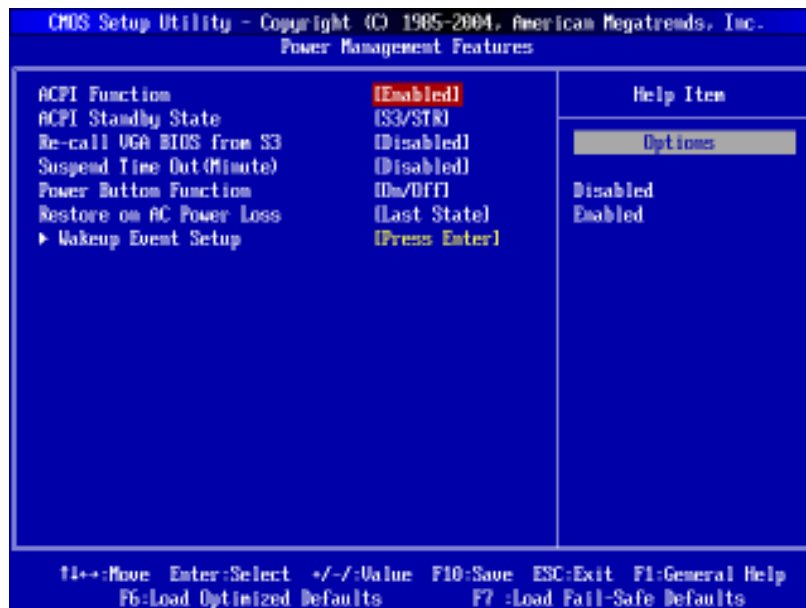 CMOS Setup Utility - Copyright (C) 1985-2004, American Megatrends, Inc.
Power Management Features
ACPI Function [Enabled]
ACPI Standby State [S3/STR]
Re-call VGA BIOS from S3 [Disabled]
Suspend Time Out(Minute) [Disabled]
Power Button Function [On/Off]
Restore on AC Power Loss [Last State]
▶ Wakeup Event Setup [Press Enter]
Help Item
Options
Disabled
Enabled
↑↓↔:Move Enter:Select +/-/:Value F10:Save ESC:Exit F1:General Help
F6:Load Optimized Defaults F7 :Load Fail-Safe Defaults